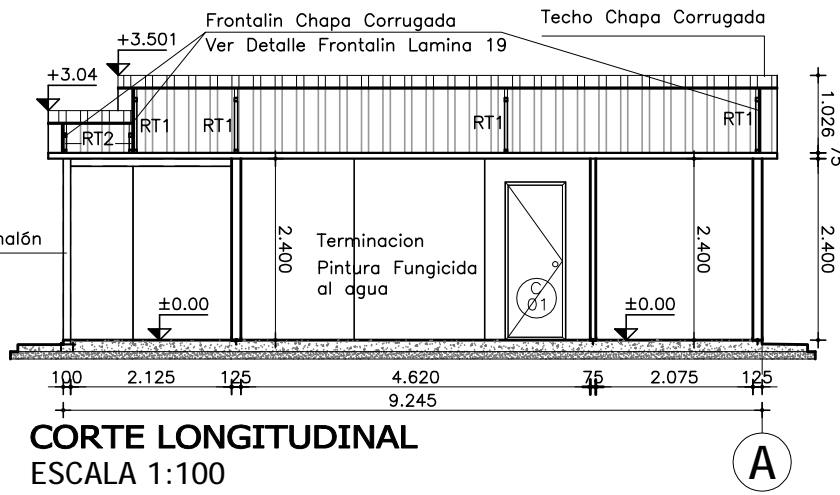 Frontalin Chapa Corrugada
Techo Chapa Corrugada
+3.501
Ver Detalle Frontalin Lamina 19
+3.04
RT1
RT1
RT1
RT1
RT2
1.026
75
2.400
2.400
2.400
nalón
Terminacion
Pintura Fungicida
al agua
C
01
±0.00
±0.00
100
2.125
125
4.620
75
2.075
125
9.245
CORTE LONGITUDINAL
ESCALA 1:100
A